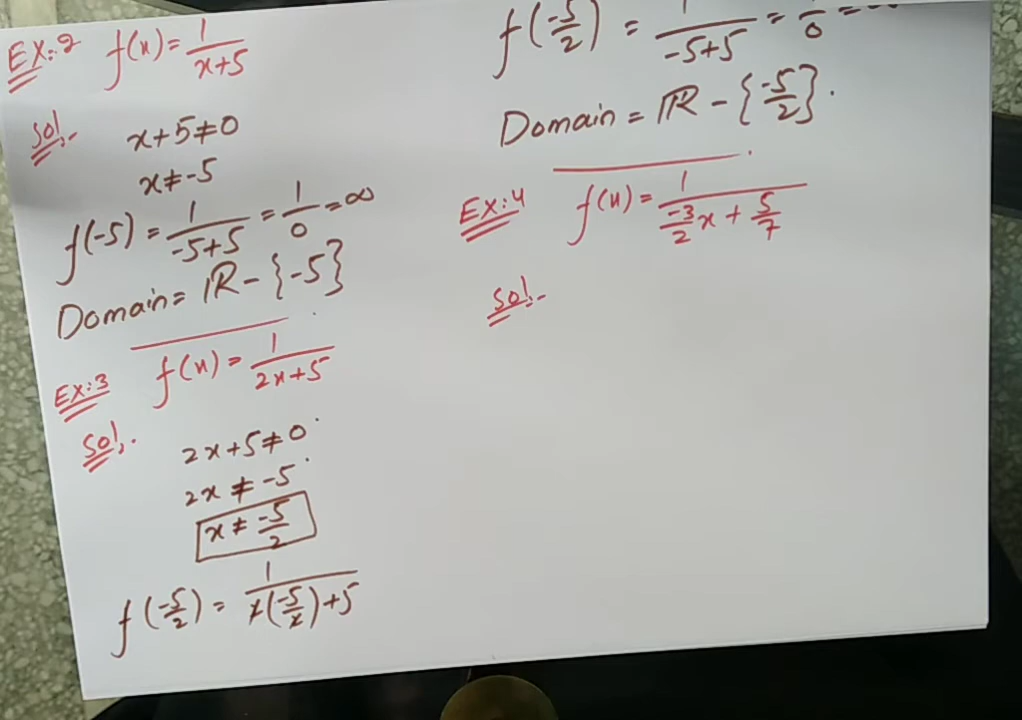 EX:2 f(x) = 1/(x+5)
Sol:-
x+5≠0
x≠-5
f(-5) = 1/(-5+5) = 1/0 = ∞
Domain = ℝ - {-5}
EX:3 f(x) = 1/(2x+5)
Sol:-
2x+5≠0
2x ≠ -5
x ≠ -5/2
f(-5/2) = 1/(2(-5/2)+5)
f(-5/2) = 1/(-5+5) = 1/0 = ∞
Domain = ℝ - {-5/2}.
EX:4 f(x) = 1/(-3/2 x + 5/7)
Sol:-